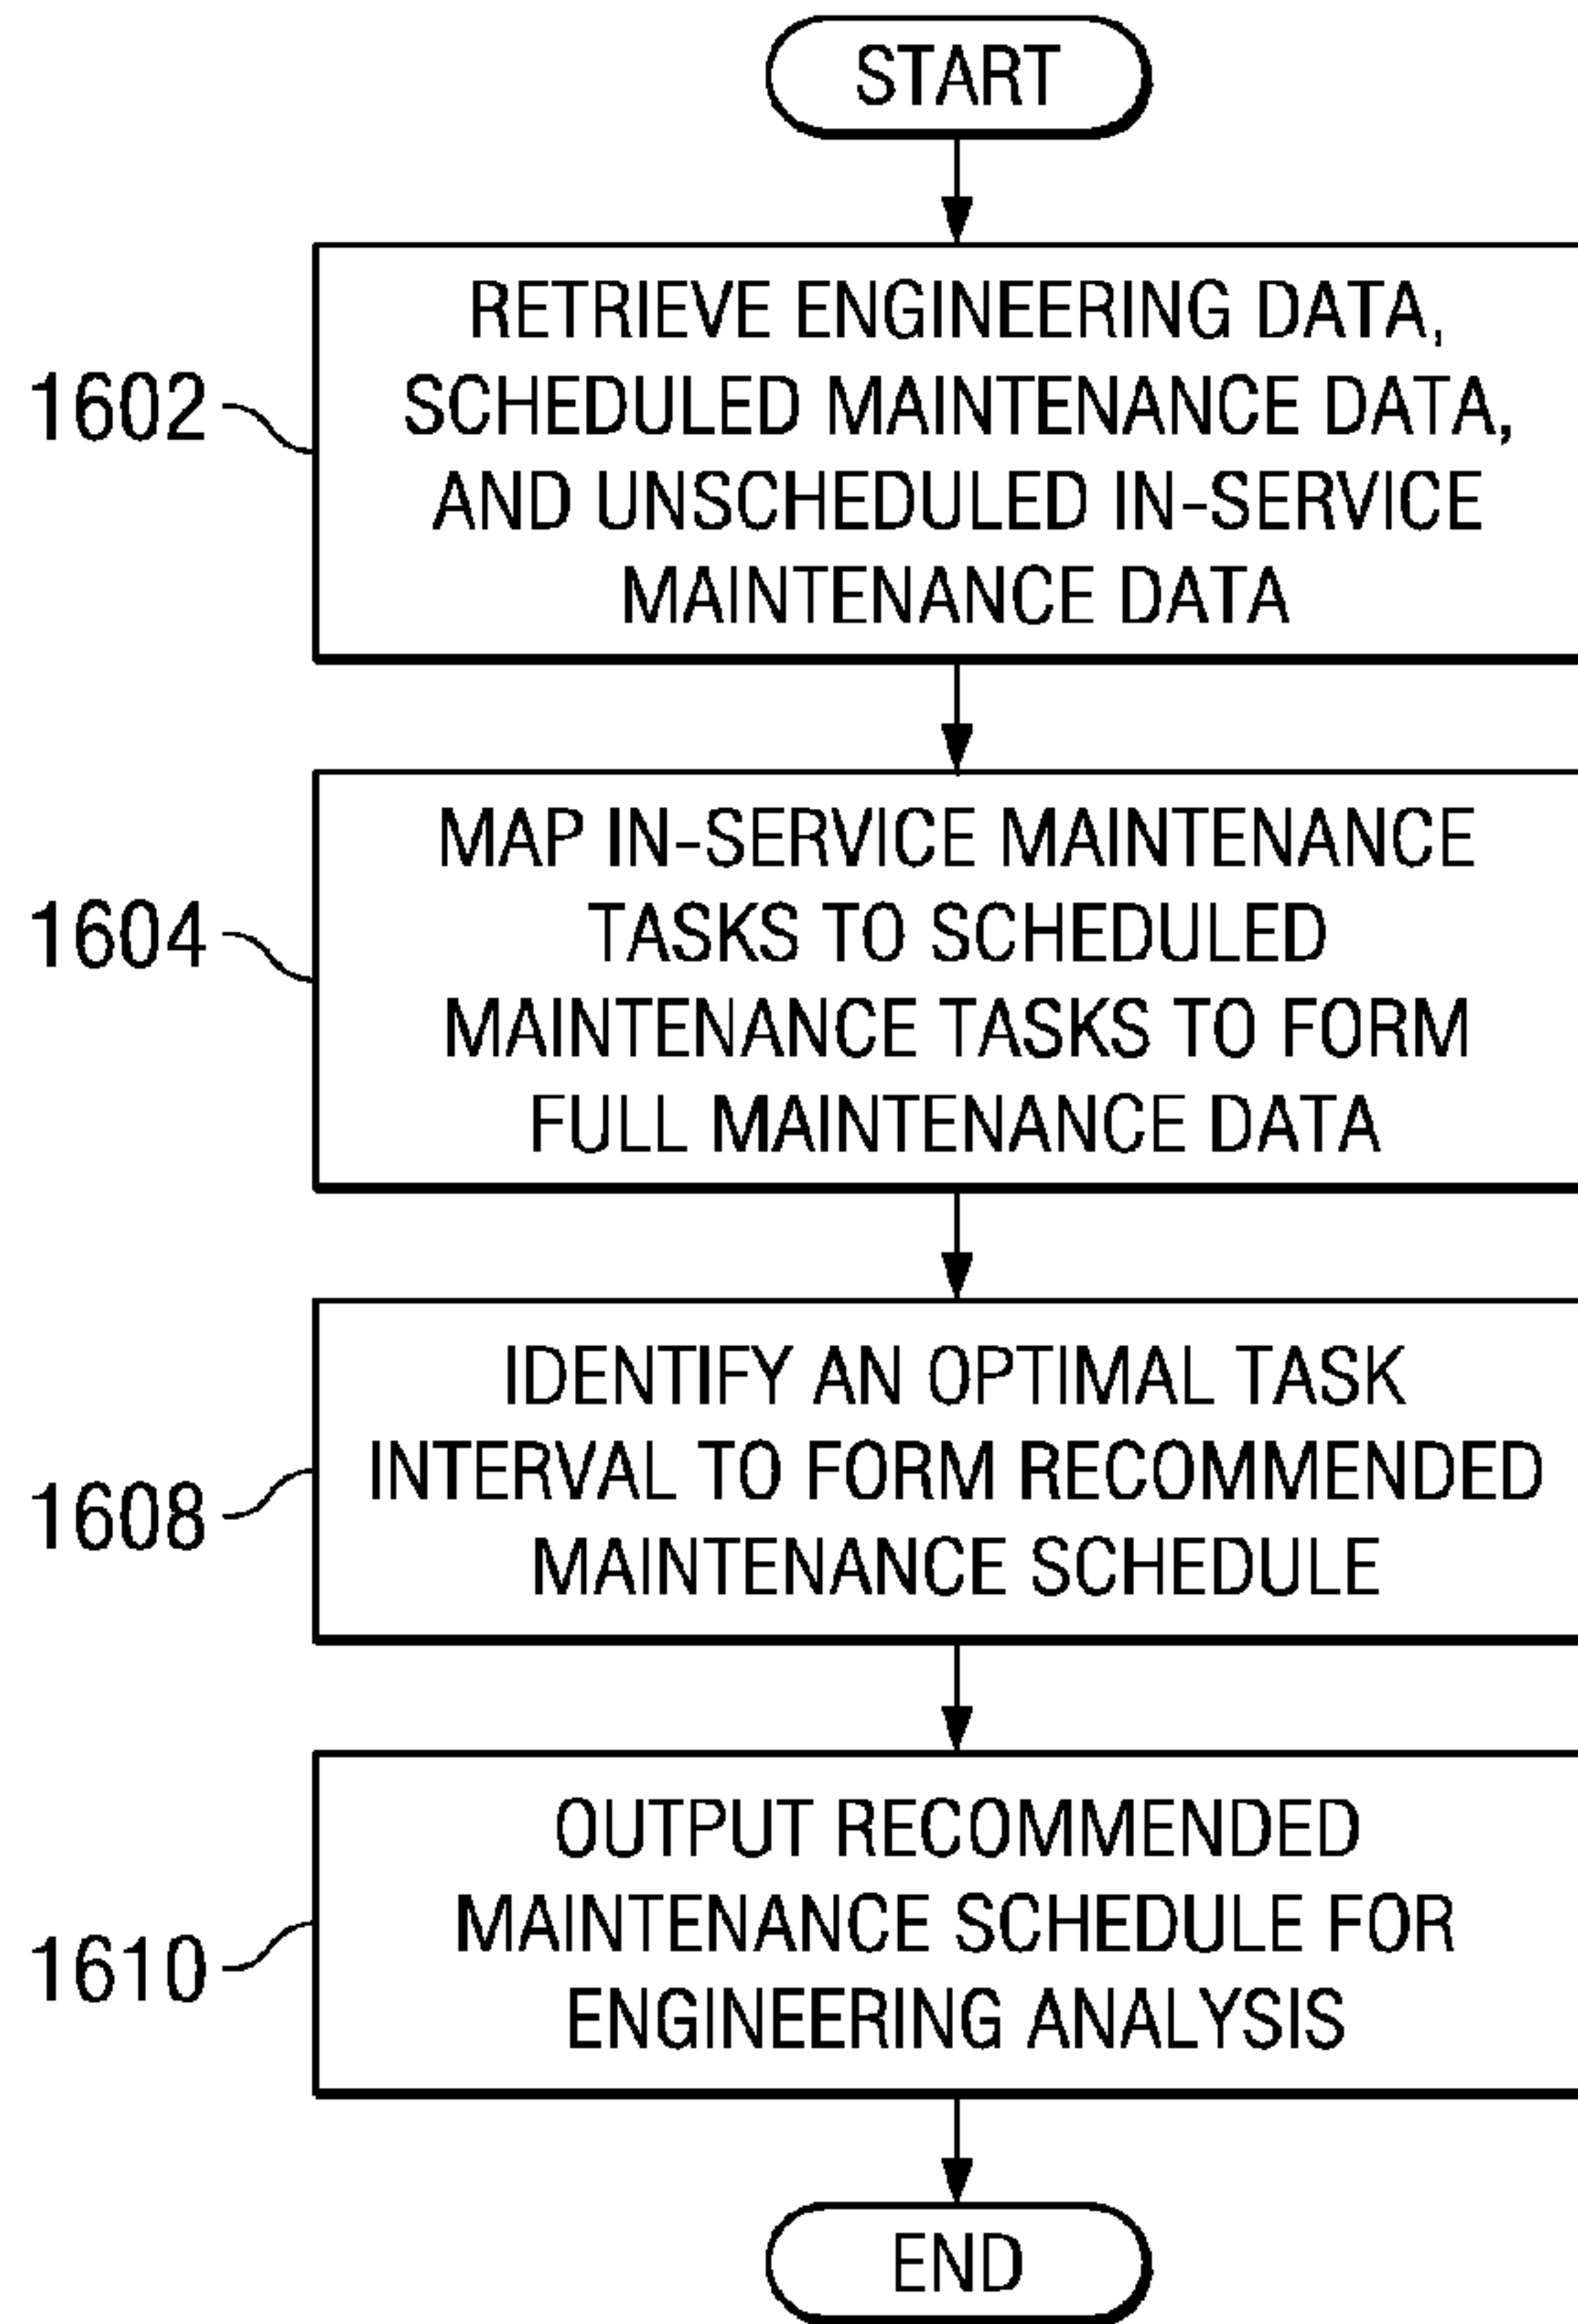 START
RETRIEVE ENGINEERING DATA,
SCHEDULED MAINTENANCE DATA,
AND UNSCHEDULED IN-SERVICE
MAINTENANCE DATA
1602
MAP IN-SERVICE MAINTENANCE
TASKS TO SCHEDULED
MAINTENANCE TASKS TO FORM
FULL MAINTENANCE DATA
1604
IDENTIFY AN OPTIMAL TASK
INTERVAL TO FORM RECOMMENDED
MAINTENANCE SCHEDULE
1608
OUTPUT RECOMMENDED
MAINTENANCE SCHEDULE FOR
ENGINEERING ANALYSIS
1610
END